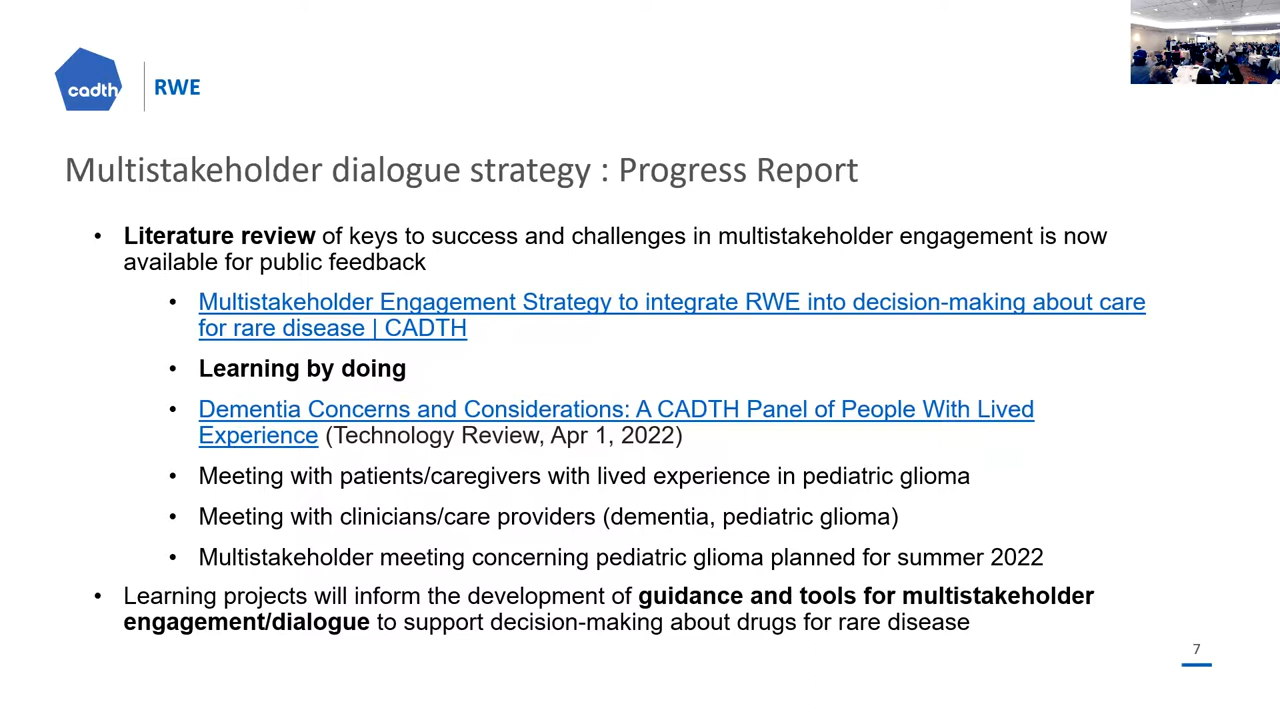 cadth
RWE
Multistakeholder dialogue strategy : Progress Report
• Literature review of keys to success and challenges in multistakeholder engagement is now
available for public feedback
• Multistakeholder Engagement Strategy to integrate RWE into decision-making about care
for rare disease | CADTH
• Learning by doing
• Dementia Concerns and Considerations: A CADTH Panel of People With Lived
Experience (Technology Review, Apr 1, 2022)
• Meeting with patients/caregivers with lived experience in pediatric glioma
• Meeting with clinicians/care providers (dementia, pediatric glioma)
• Multistakeholder meeting concerning pediatric glioma planned for summer 2022
• Learning projects will inform the development of guidance and tools for multistakeholder
engagement/dialogue to support decision-making about drugs for rare disease
7